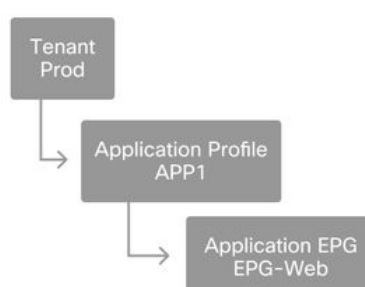 Tenant
Prod
Application Profile
APP1
Application EPG
EPG-Web